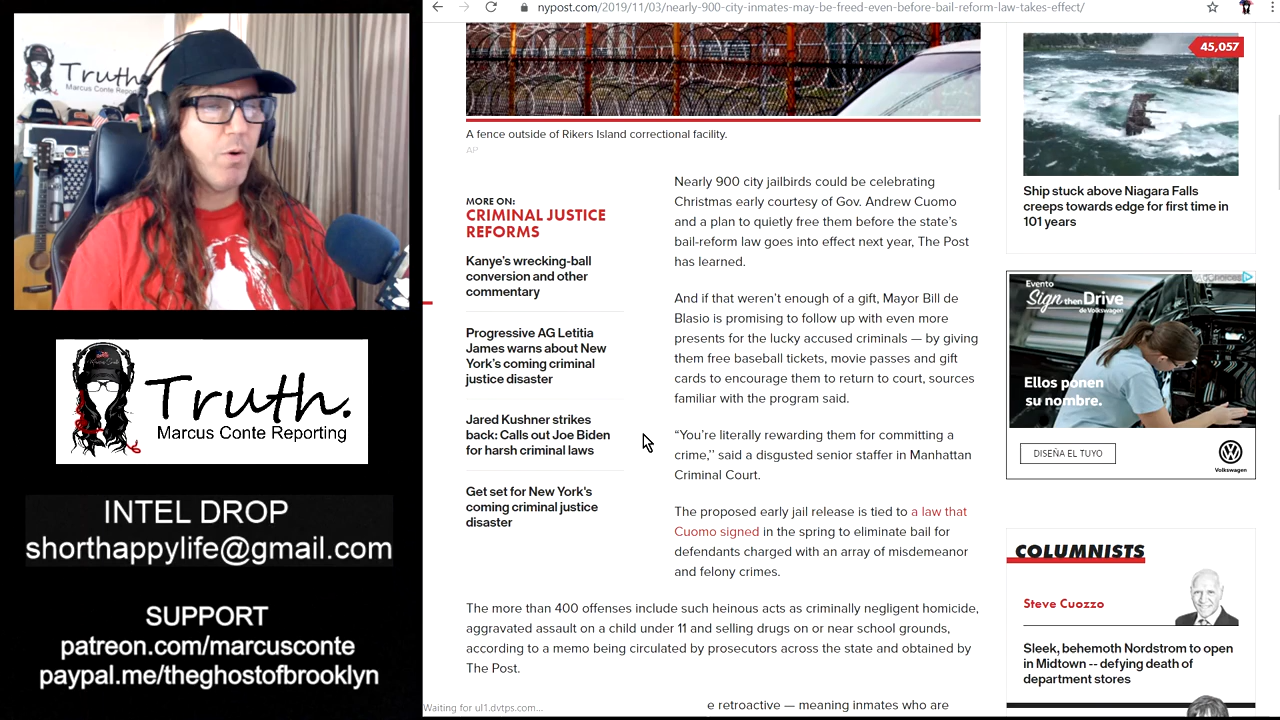 Truth.
Marcus Conte Reporting
Truth.
Marcus Conte Reporting
INTEL DROP
shorthappylife@gmail.com
SUPPORT
patreon.com/marcusconte
paypal.me/theghostofbrooklyn
nypost.com/2019/11/03/nearly-900-city-inmates-may-be-freed-even-before-bail-reform-law-takes-effect/
A fence outside of Rikers Island correctional facility.
AP
MORE ON:
CRIMINAL JUSTICE
REFORMS
Kanye's wrecking-ball
conversion and other
commentary
Progressive AG Letitia
James warns about New
York's coming criminal
justice disaster
Jared Kushner strikes
back: Calls out Joe Biden
for harsh criminal laws
Get set for New York's
coming criminal justice
disaster
Nearly 900 city jailbirds could be celebrating
Christmas early courtesy of Gov. Andrew Cuomo
and a plan to quietly free them before the state's
bail-reform law goes into effect next year, The Post
has learned.
And if that weren't enough of a gift, Mayor Bill de
Blasio is promising to follow up with even more
presents for the lucky accused criminals — by giving
them free baseball tickets, movie passes and gift
cards to encourage them to return to court, sources
familiar with the program said.
“You're literally rewarding them for committing a
crime,’’ said a disgusted senior staffer in Manhattan
Criminal Court.
The proposed early jail release is tied to a law that
Cuomo signed in the spring to eliminate bail for
defendants charged with an array of misdemeanor
and felony crimes.
The more than 400 offenses include such heinous acts as criminally negligent homicide,
aggravated assault on a child under 11 and selling drugs on or near school grounds,
according to a memo being circulated by prosecutors across the state and obtained by
The Post.
e retroactive — meaning inmates who are
Waiting for ul1.dvtps.com...
45,057
Ship stuck above Niagara Falls
creeps towards edge for first time in
101 years
Evento
Sign then Drive
de Volkswagen
Ellos ponen
su nombre.
DISEÑA EL TUYO
Volkswagen
COLUMNISTS
Steve Cuozzo
Sleek, behemoth Nordstrom to open
in Midtown -- defying death of
department stores